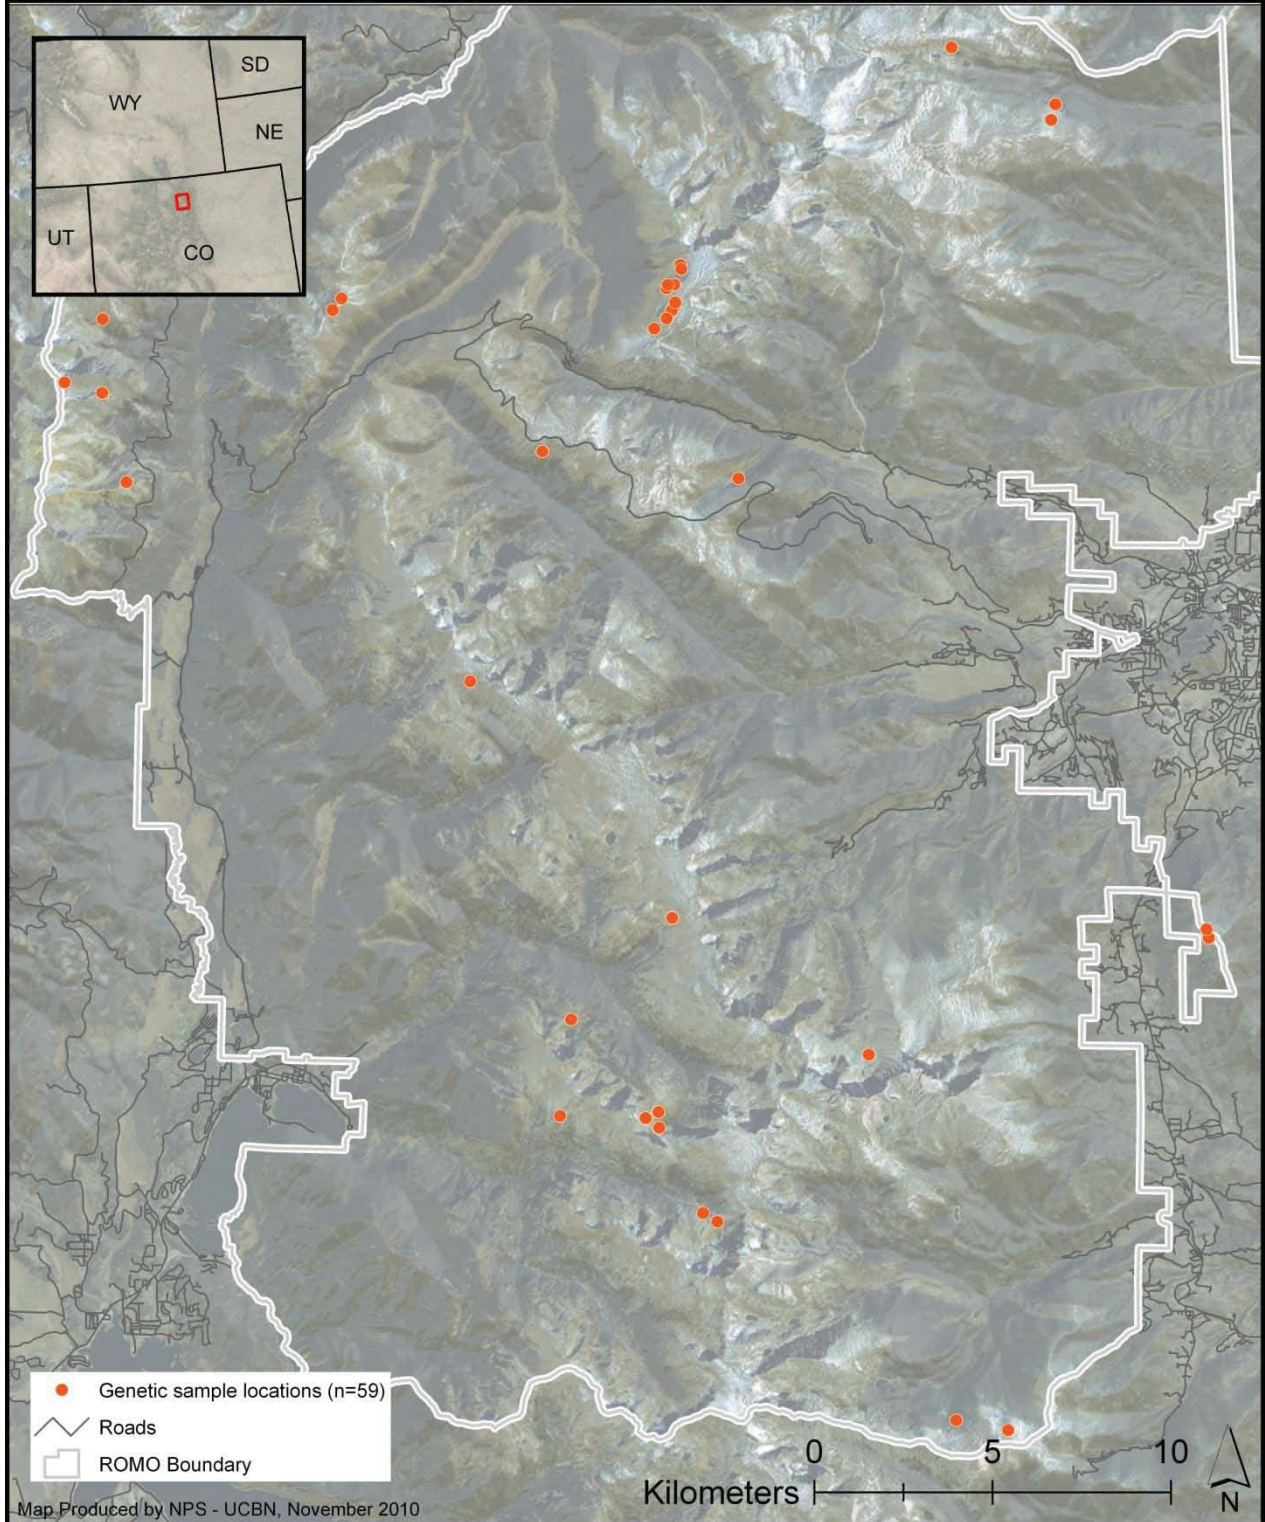 WY
SD
NE
UT
CO
Genetic sample locations (n=59)
Roads
ROMO Boundary
0 5 10
Kilometers
N
Map Produced by NPS - UCBN, November 2010